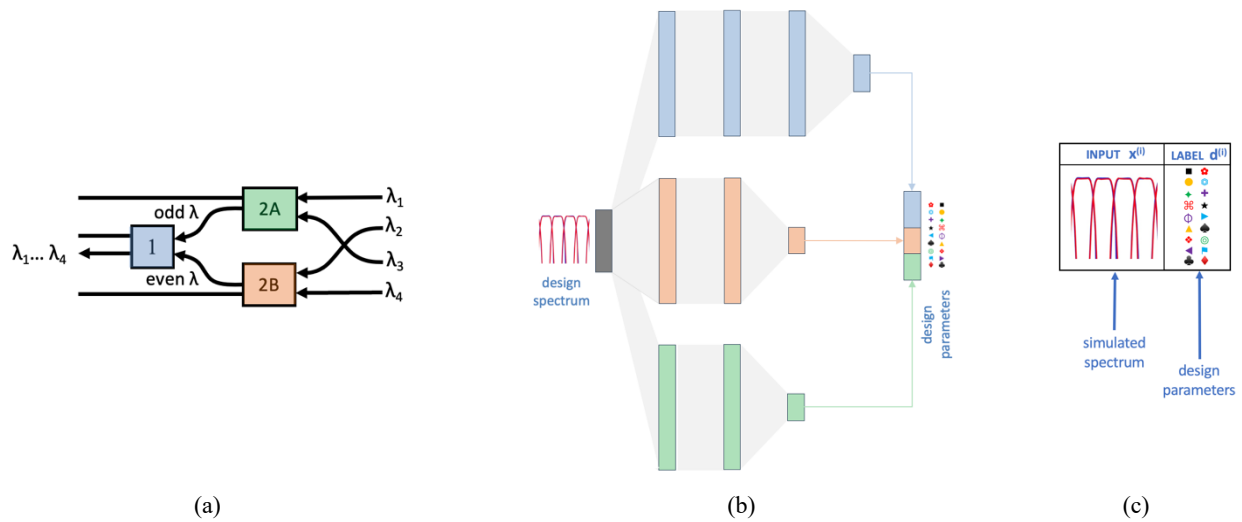 2A
2B
1
odd λ
even λ
λ₁
λ₂
λ₃
λ₄
λ₁... λ₄
(a)
design
spectrum
design
parameters
(b)
INPUT x⁽ⁱ⁾
LABEL d⁽ⁱ⁾
simulated
spectrum
design
parameters
(c)